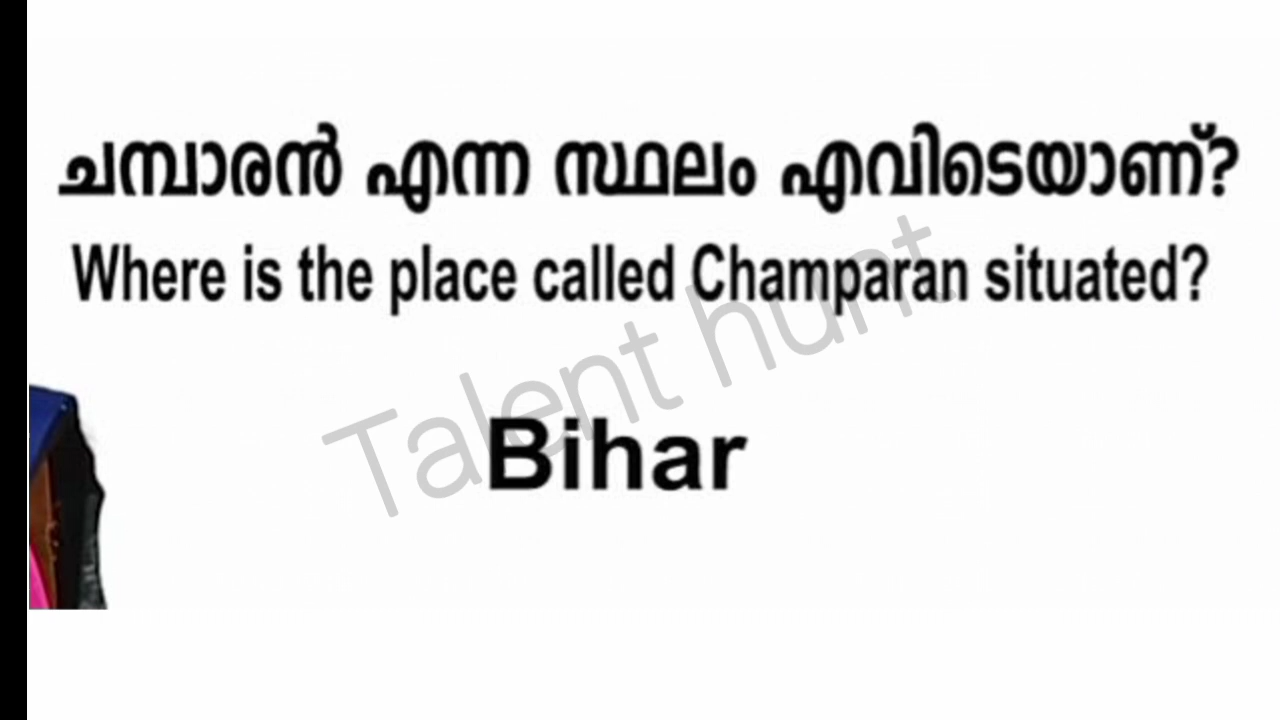 ചമ്പാരൻ എന്ന സ്ഥലം എവിടെയാണ്?
Where is the place called Champaran situated?
Talent hunt
Bihar